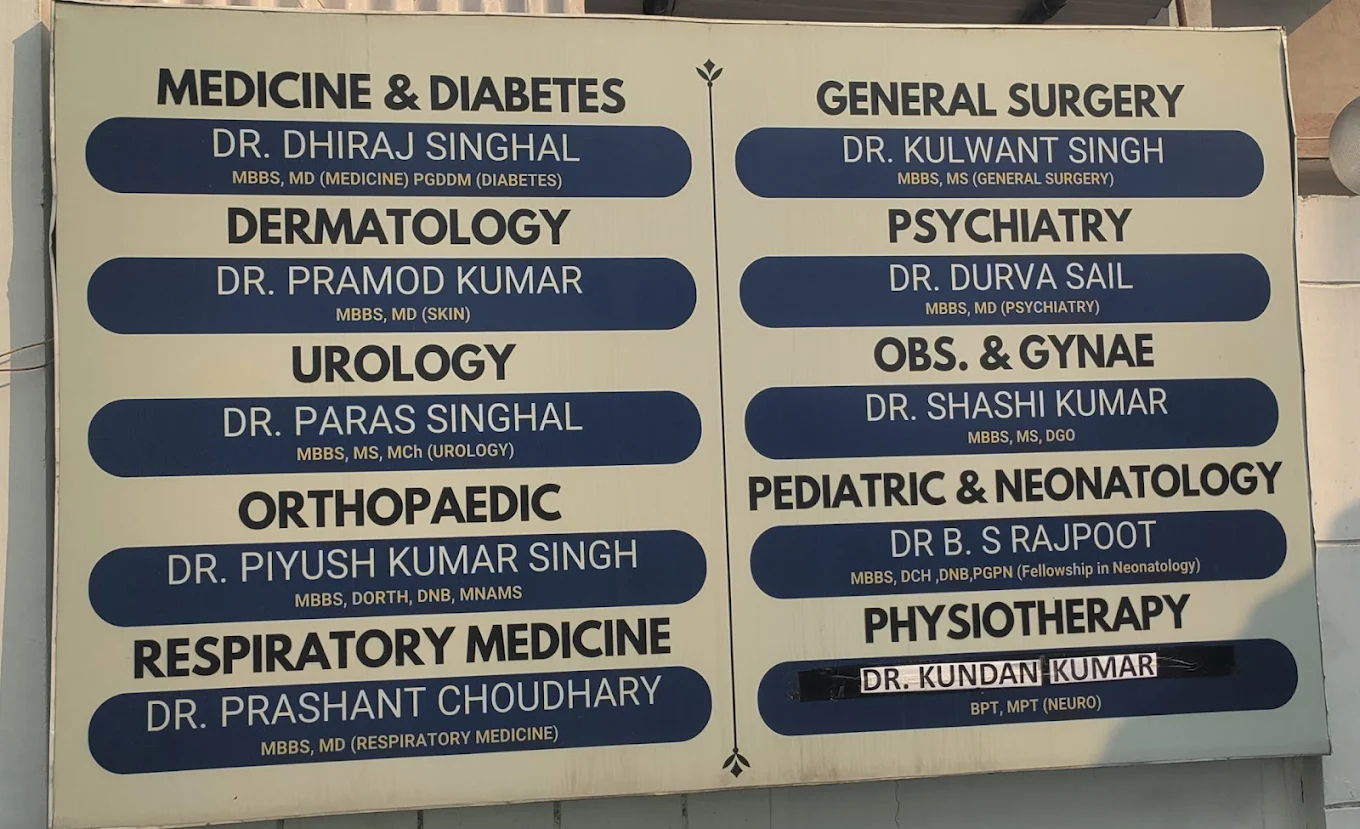 MEDICINE & DIABETES
DR. DHIRAJ SINGHAL
MBBS, MD (MEDICINE) PGDDM (DIABETES)
DERMATOLOGY
DR. PRAMOD KUMAR
MBBS, MD (SKIN)
UROLOGY
DR. PARAS SINGHAL
MBBS, MS, MCh (UROLOGY)
ORTHOPAEDIC
DR. PIYUSH KUMAR SINGH
MBBS, DORTH, DNB, MNAMS
RESPIRATORY MEDICINE
DR. PRASHANT CHOUDHARY
MBBS, MD (RESPIRATORY MEDICINE)
GENERAL SURGERY
DR. KULWANT SINGH
MBBS, MS (GENERAL SURGERY)
PSYCHIATRY
DR. DURVA SAIL
MBBS, MD (PSYCHIATRY)
OBS. & GYNAE
DR. SHASHI KUMAR
MBBS, MS, DGO
PEDIATRIC & NEONATOLOGY
DR B. S RAJPOOT
MBBS, DCH ,DNB,PGPN (Fellowship in Neonatology)
PHYSIOTHERAPY
DR. KUNDAN KUMAR
BPT, MPT (NEURO)